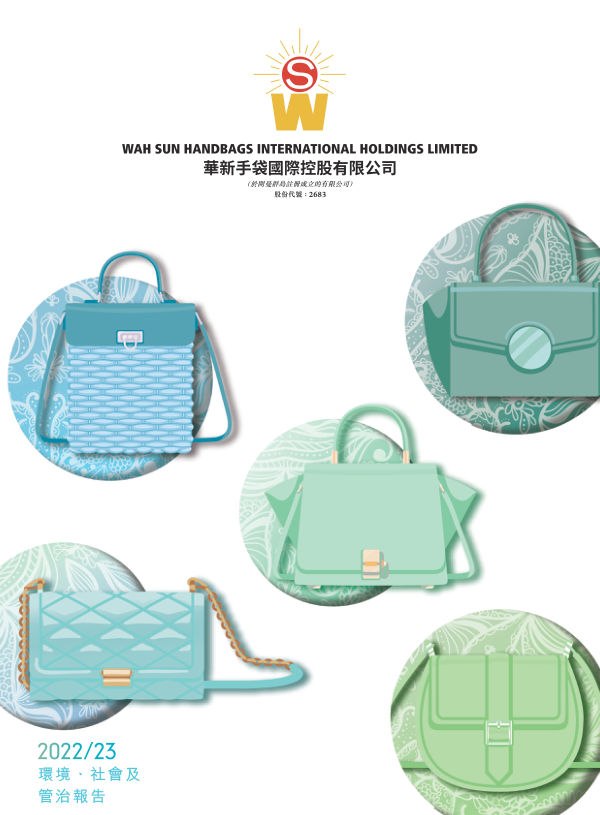 S
W
WAH SUN HANDBAGS INTERNATIONAL HOLDINGS LIMITED
華新手袋國際控股有限公司
(於開曼群島註冊成立的有限公司)
股份代號：2683
2022/23
環境、社會及
管治報告